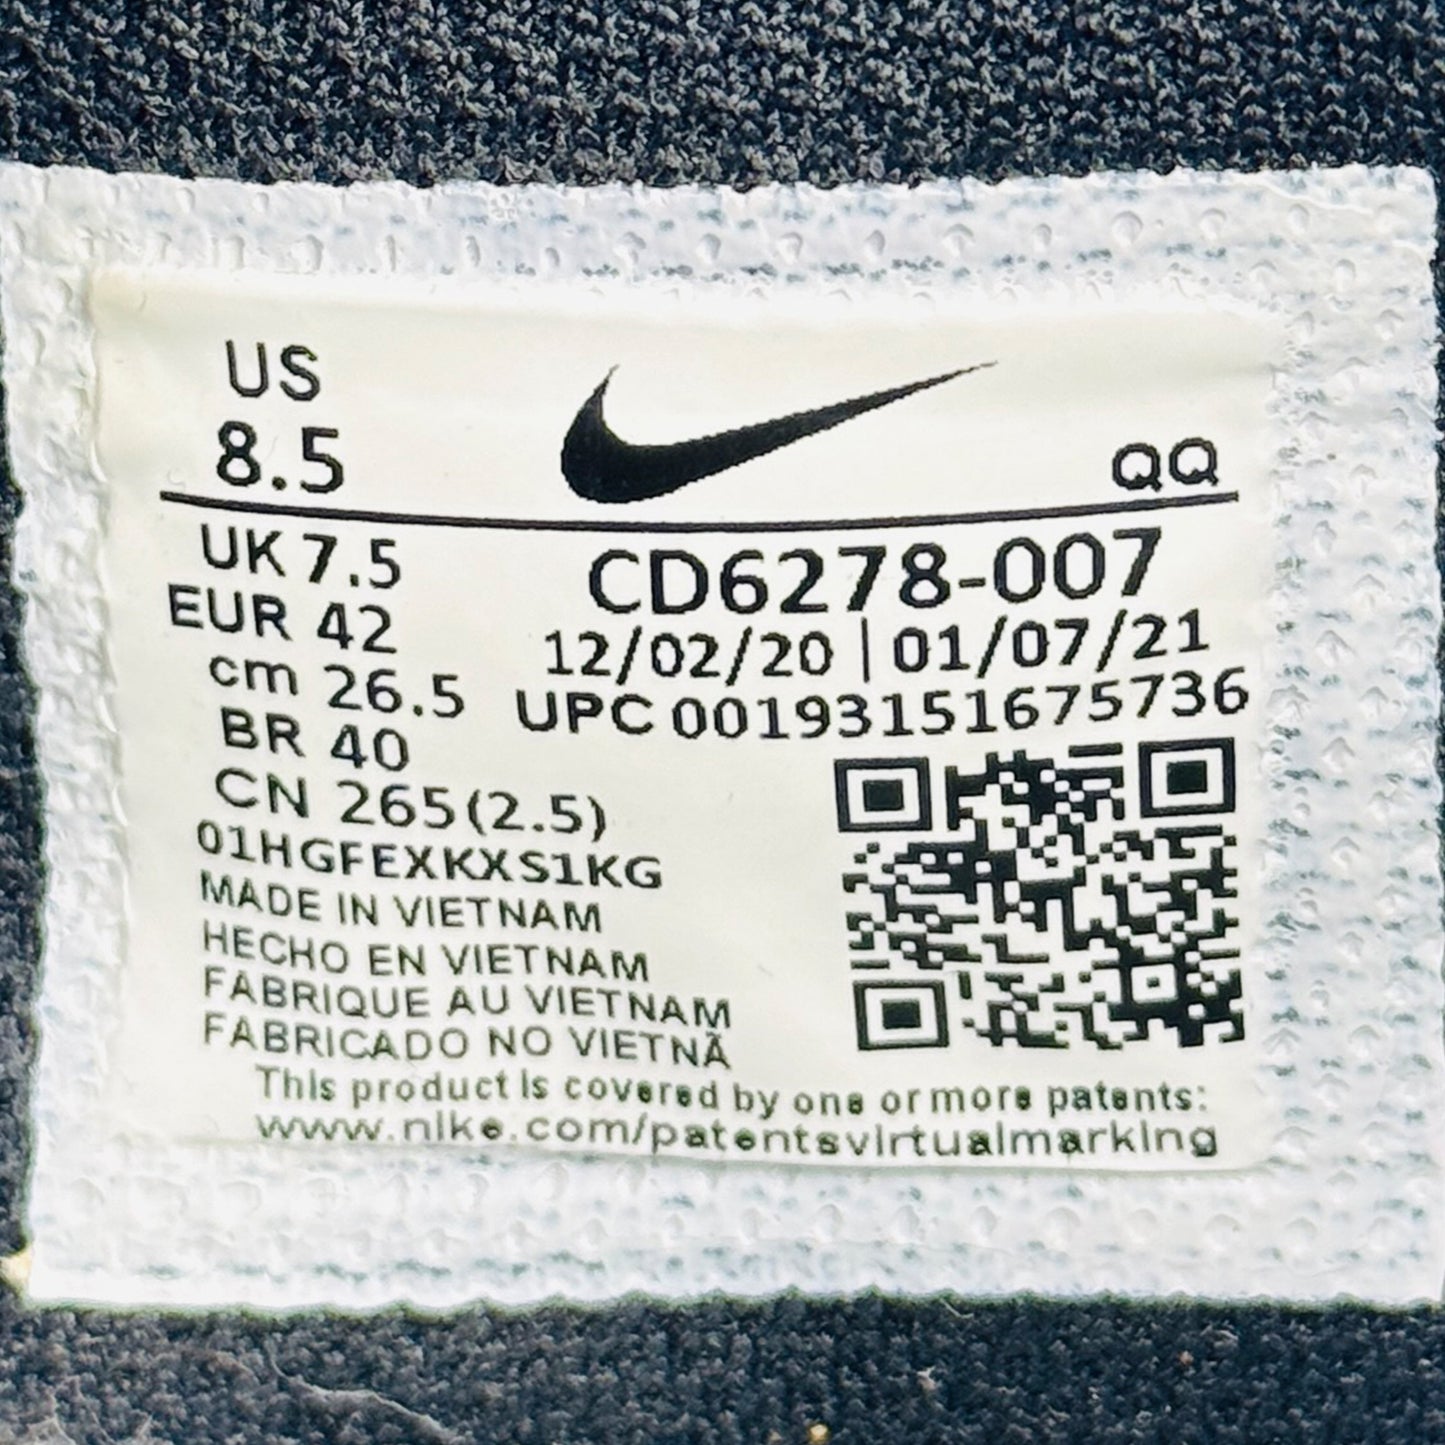 US
8.5
QQ
UK 7.5
EUR 42
cm 26.5
BR 40
CN 265(2.5)
CD6278-007
12/02/20 | 01/07/21
UPC 00193151675736
01HGFEXKXS1KG
MADE IN VIETNAM
HECHO EN VIETNAM
FABRIQUE AU VIETNAM
FABRICADO NO VIETNÃ
This product is covered by one or more patents:
www.nike.com/patentsvirtualmarking